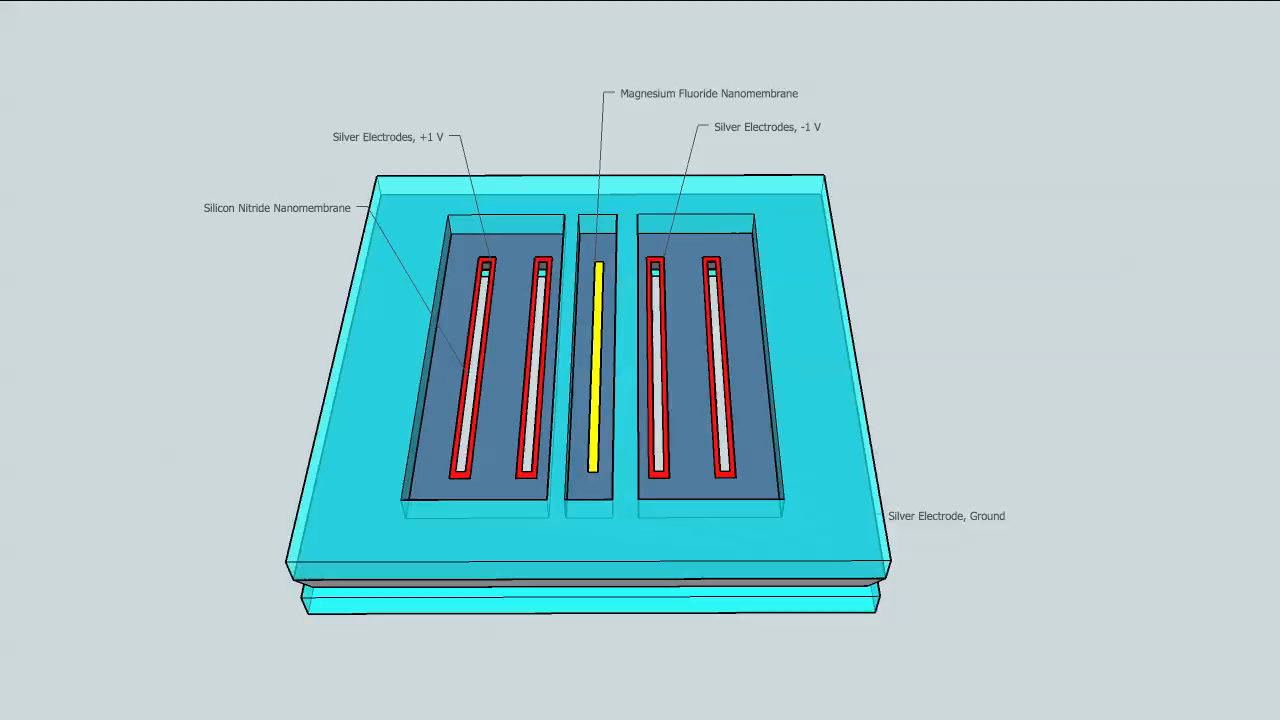 Magnesium Fluoride Nanomembrane
Silver Electrodes, -1 V
Silver Electrodes, +1 V
Silicon Nitride Nanomembrane
Silver Electrode, Ground